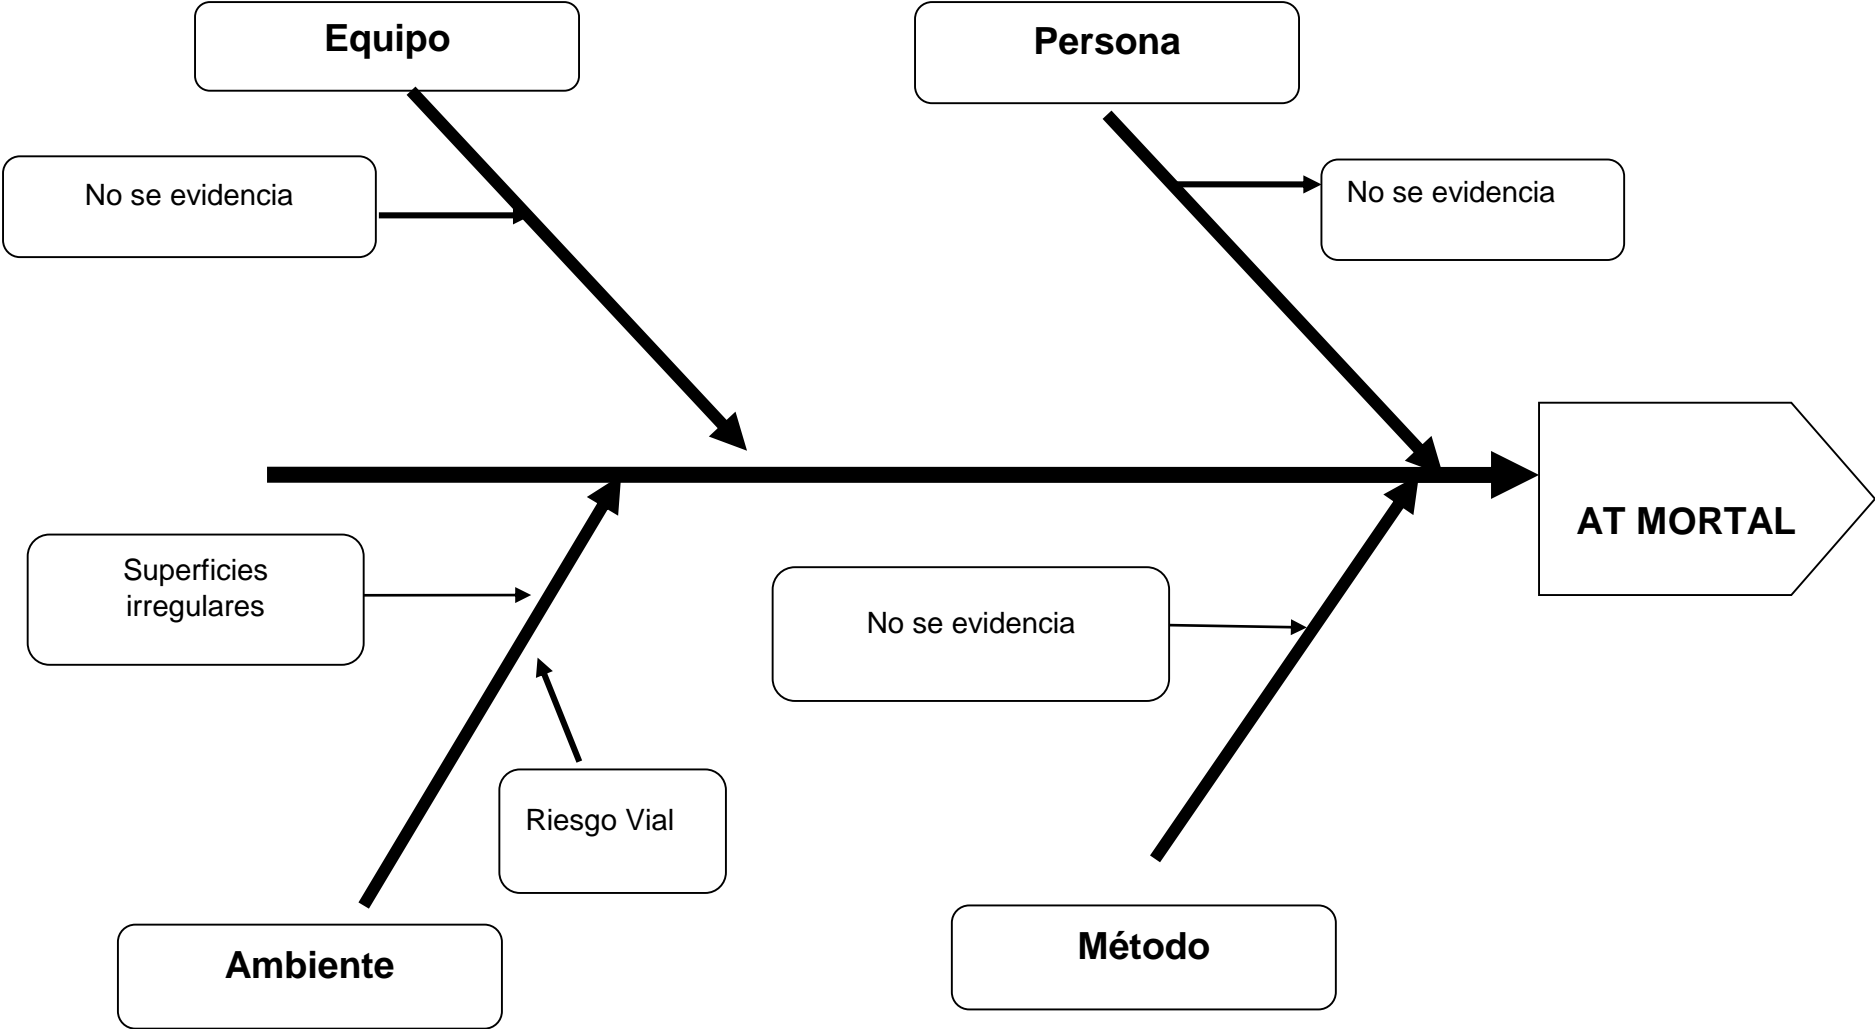 Equipo
Persona
No se evidencia
No se evidencia
AT MORTAL
Superficies
irregulares
No se evidencia
Riesgo Vial
Ambiente
Método